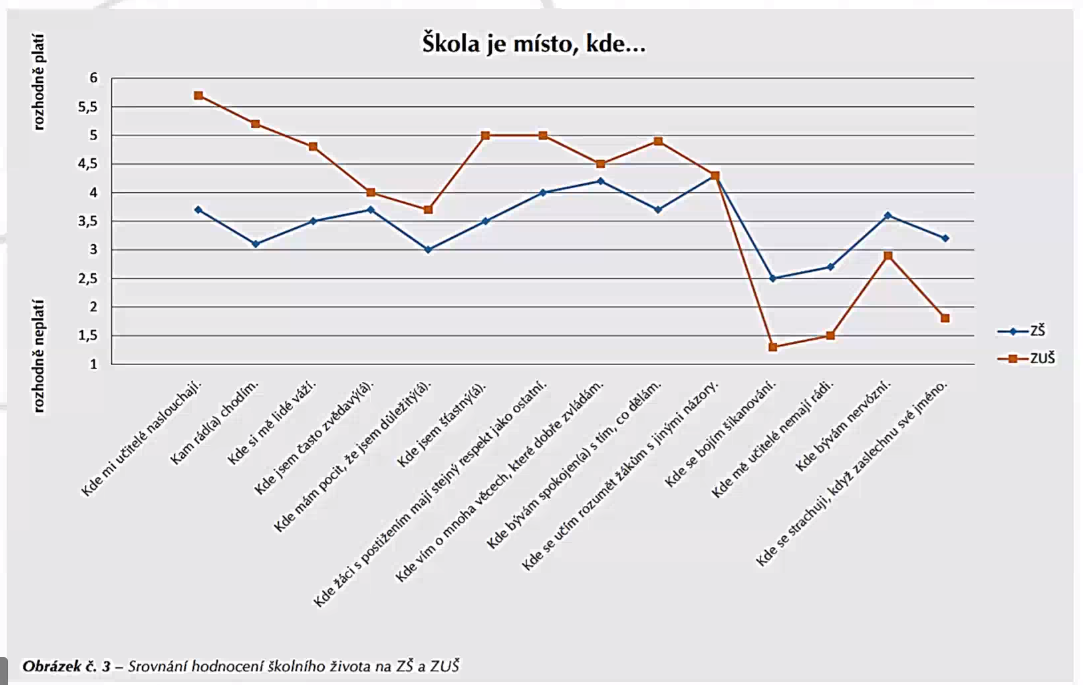 Škola je místo, kde...
rozhodně platí
rozhodně neplatí
6
5,5
5
4,5
4
3,5
3
2,5
2
1,5
1
Kde mi učitelé naslouchají.
Kam rád(a) chodím.
Kde si mě lidé váží.
Kde jsem často zvědavý(á).
Kde mám pocit, že jsem důležitý(á).
Kde jsem šťastný(á).
Kde žáci s postižením mají stejný respekt jako ostatní.
Kde vím o mnoha věcech, které dobře zvládám.
Kde bývám spokojen(a) s tím, co dělám.
Kde se učím rozumět žákům s jinými názory.
Kde se bojím šikanování.
Kde mě učitelé nemají rádi.
Kde bývám nervózní.
Kde se strachuji, když zaslechnu své jméno.
ZŠ
ZUŠ
Obrázek č. 3 – Srovnání hodnocení školního života na ZŠ a ZUŠ